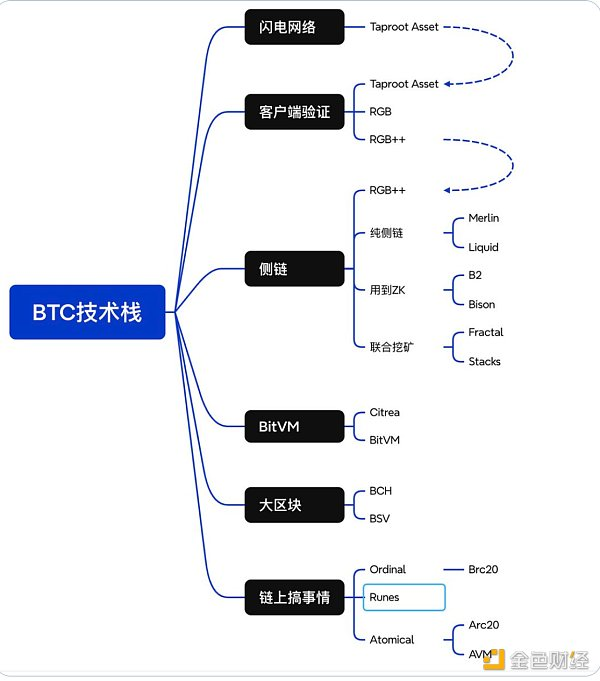 闪电网络
Taproot Asset
客户端验证
Taproot Asset
RGB
RGB++
BTC技术栈
侧链
RGB++
纯侧链
Merlin
Liquid
用到ZK
B2
Bison
联合挖矿
Fractal
Stacks
BitVM
Citrea
BitVM
大区块
BCH
BSV
链上搞事情
Ordinal
Brc20
Runes
Atomical
Arc20
AVM
金色财经